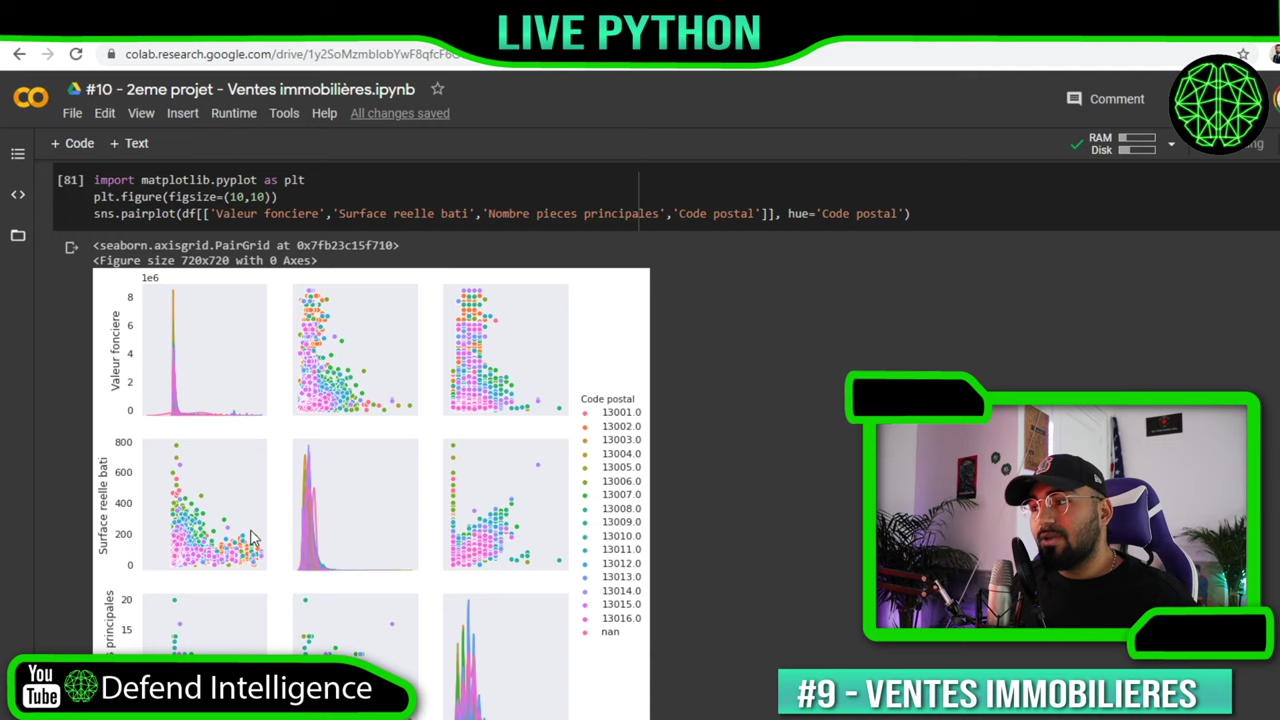 LIVE PYTHON
colab.research.google.com/drive/1y2SoMzmbIobYwF8qfcF6
#10 - 2eme projet - Ventes immobilières.ipynb
File Edit View Insert Runtime Tools Help All changes saved
Comment
+ Code + Text
RAM
Disk
[81] import matplotlib.pyplot as plt
plt.figure(figsize=(10,10))
sns.pairplot(df[['Valeur fonciere','Surface reelle bati','Nombre pieces principales','Code postal']], hue='Code postal')
<seaborn.axisgrid.PairGrid at 0x7fb23c15f710>
<Figure size 720x720 with 0 Axes>
1e6
Valeur fonciere
8
6
4
2
0
Surface reelle bati
800
600
400
200
0
principales
20
15
Code postal
13001.0
13002.0
13003.0
13004.0
13005.0
13006.0
13007.0
13008.0
13009.0
13010.0
13011.0
13012.0
13013.0
13014.0
13015.0
13016.0
nan
You
Tube
Defend Intelligence
#9 - VENTES IMMOBILIERES